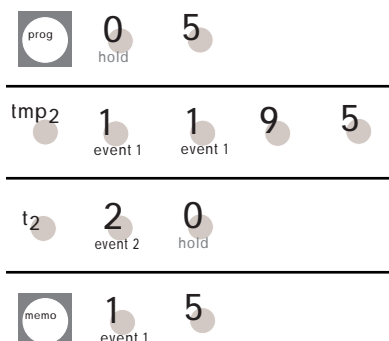 prog 0 5
hold
tmp2 1 1 9 5
event 1 event 1
t2 2 0
event 2 hold
memo 1 5
event 1